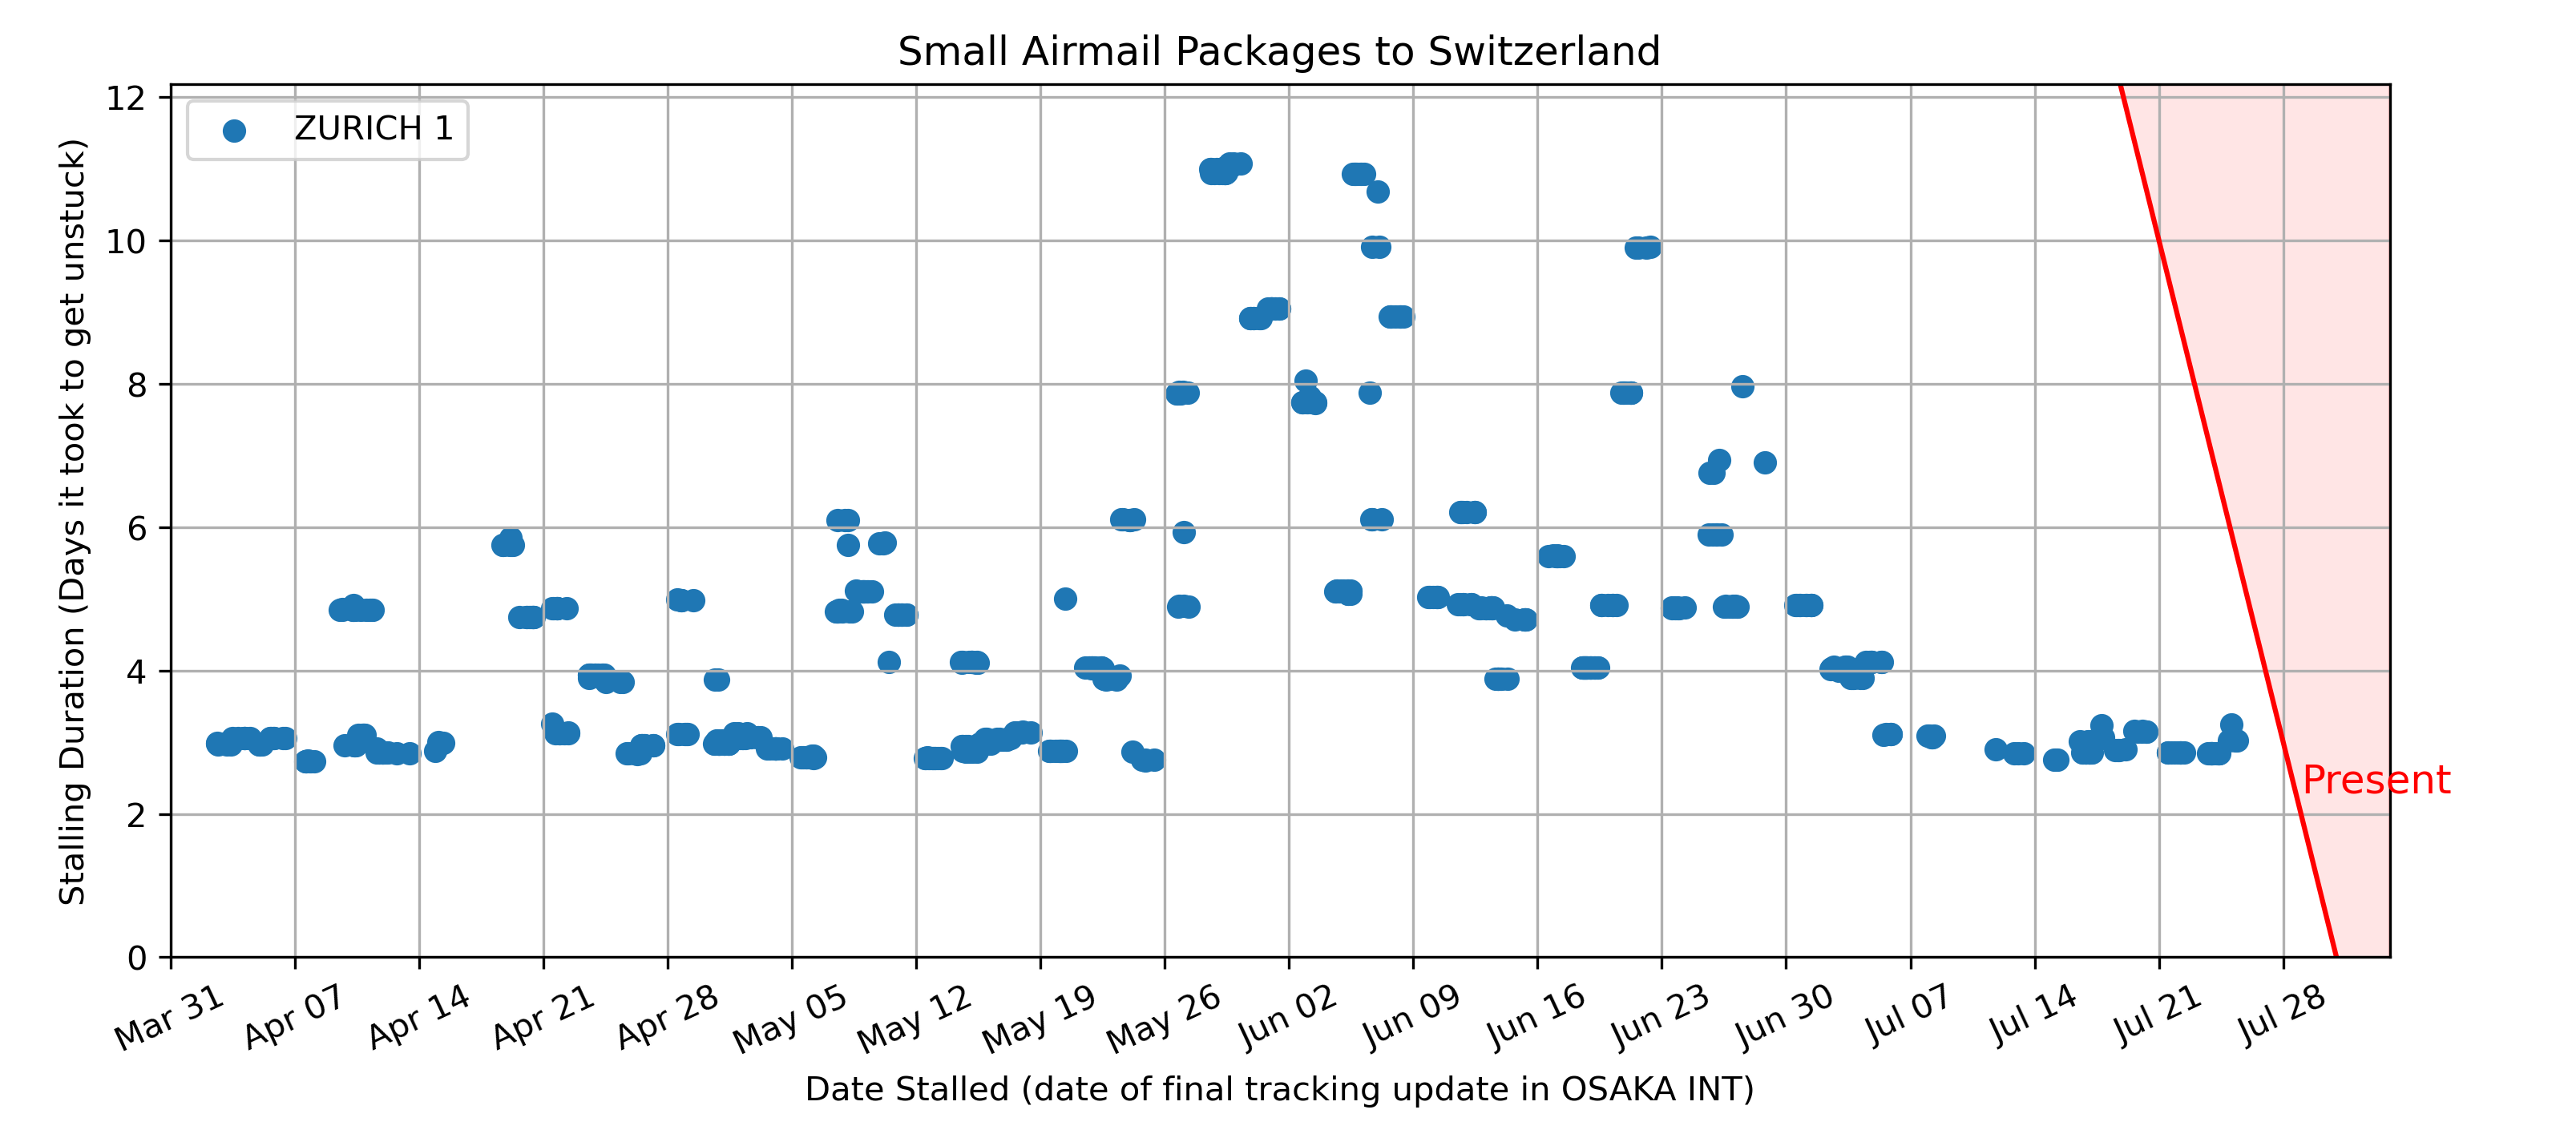 Small Airmail Packages to Switzerland
ZURICH 1
Stalling Duration (Days it took to get unstuck)
12
10
8
6
4
2
0
Present
Mar 31
Apr 07
Apr 14
Apr 21
Apr 28
May 05
May 12
May 19
May 26
Jun 02
Jun 09
Jun 16
Jun 23
Jun 30
Jul 07
Jul 14
Jul 21
Jul 28
Date Stalled (date of final tracking update in OSAKA INT)